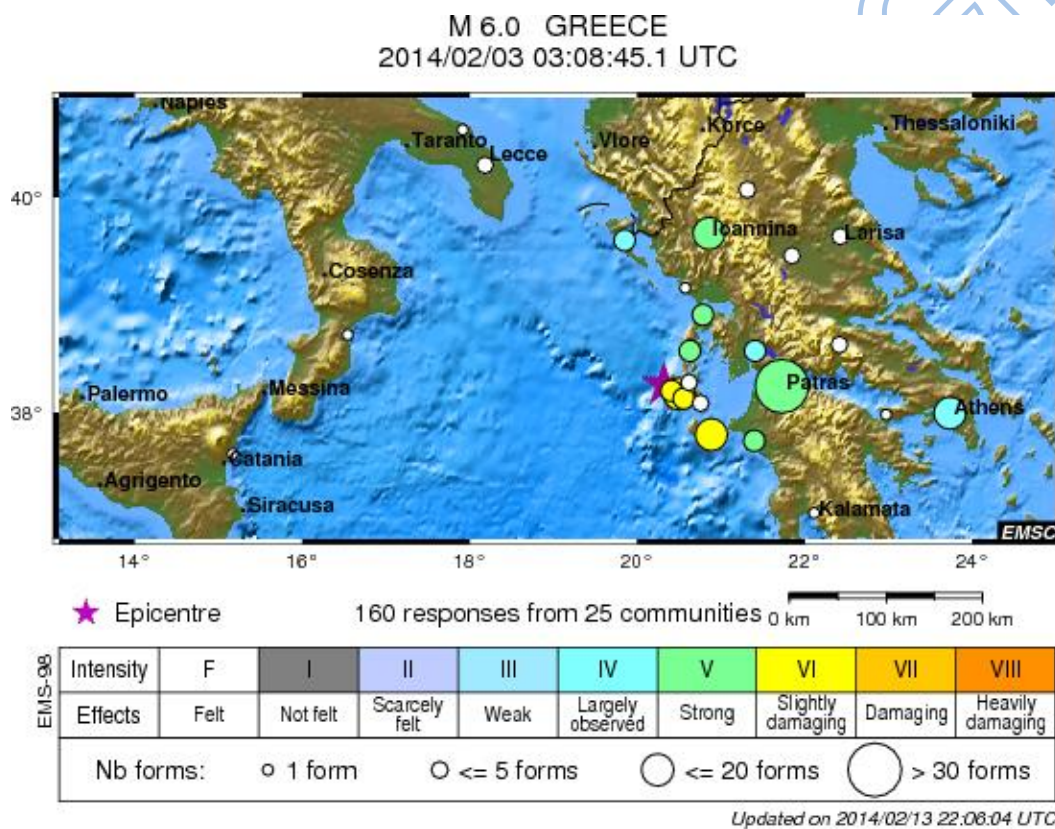 M 6.0 GREECE
2014/02/03 03:08:45.1 UTC
Naples
Taranto
Lecce
Vlore
Korce
Thessaloniki
40°
Ioannina
Larisa
Cosenza
Palermo
Messina
Patras
Athens
38°
Catania
Agrigento
Siracusa
Kalamata
EMSC
14° 16° 18° 20° 22° 24°
Epicentre 160 responses from 25 communities 0 km 100 km 200 km
EMS-98
Intensity F I II III IV V VI VII VIII
Effects Felt Not felt Scarcely felt Weak Largely observed Strong Slightly damaging Damaging Heavily damaging
Nb forms: 1 form <= 5 forms <= 20 forms > 30 forms
Updated on 2014/02/13 22:06:04 UTC